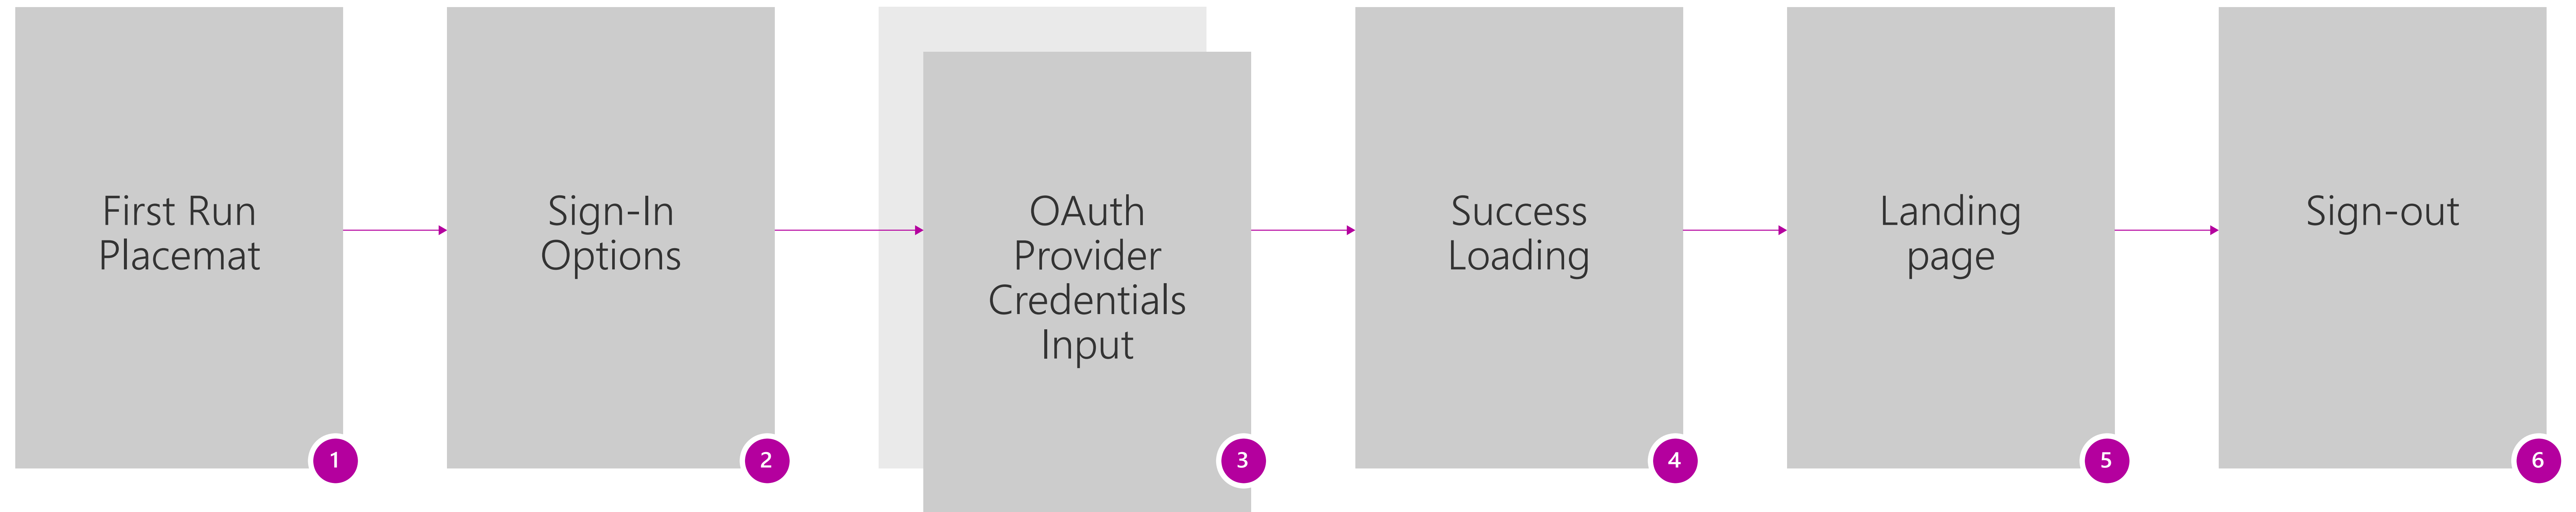 First Run
Placemat
1
Sign-In
Options
2
OAuth
Provider
Credentials
Input
3
Success
Loading
4
Landing
page
5
Sign-out
6